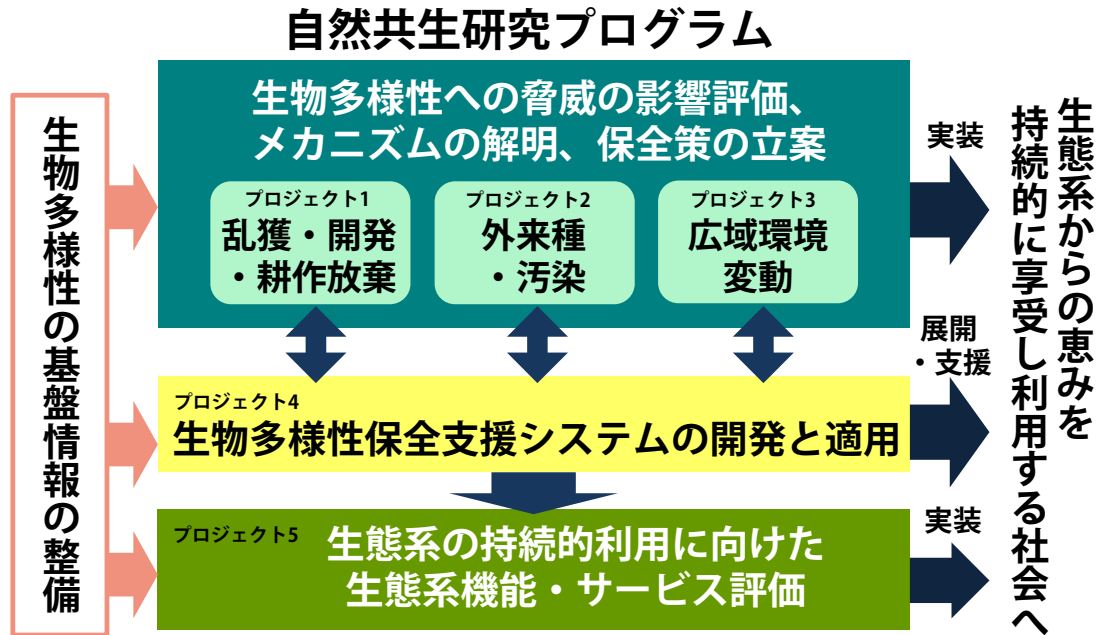 自然共生研究プログラム
生物多様性の基盤情報の整備
生物多様性への脅威の影響評価、
メカニズムの解明、保全策の立案
プロジェクト1
乱獲・開発
・耕作放棄
プロジェクト2
外来種
・汚染
プロジェクト3
広域環境
変動
プロジェクト4
生物多様性保全支援システムの開発と適用
プロジェクト5
生態系の持続的利用に向けた
生態系機能・サービス評価
実装
展開
・支援
実装
生態系からの恵みを
持続的に享受し利用する社会へ